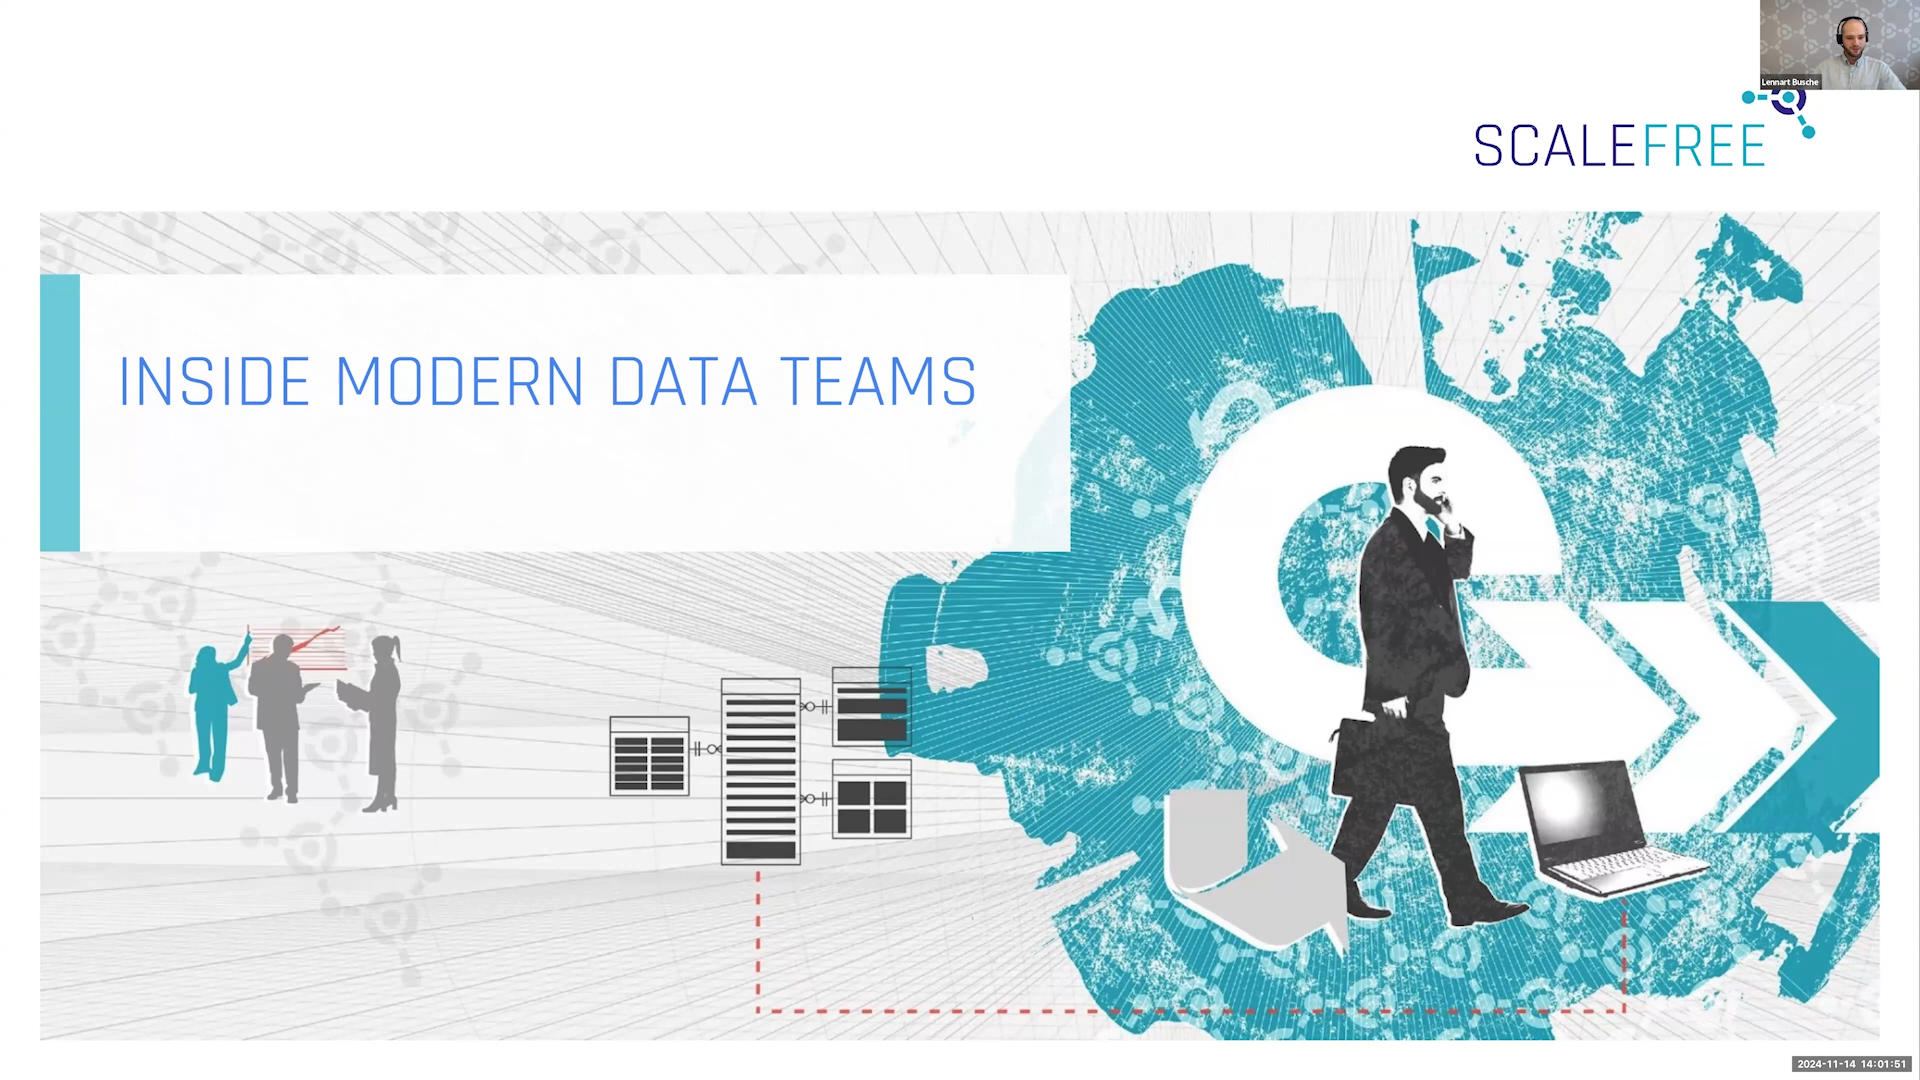 Lennart Busche
SCALEFREE
INSIDE MODERN DATA TEAMS
2024-11-14 14:01:51